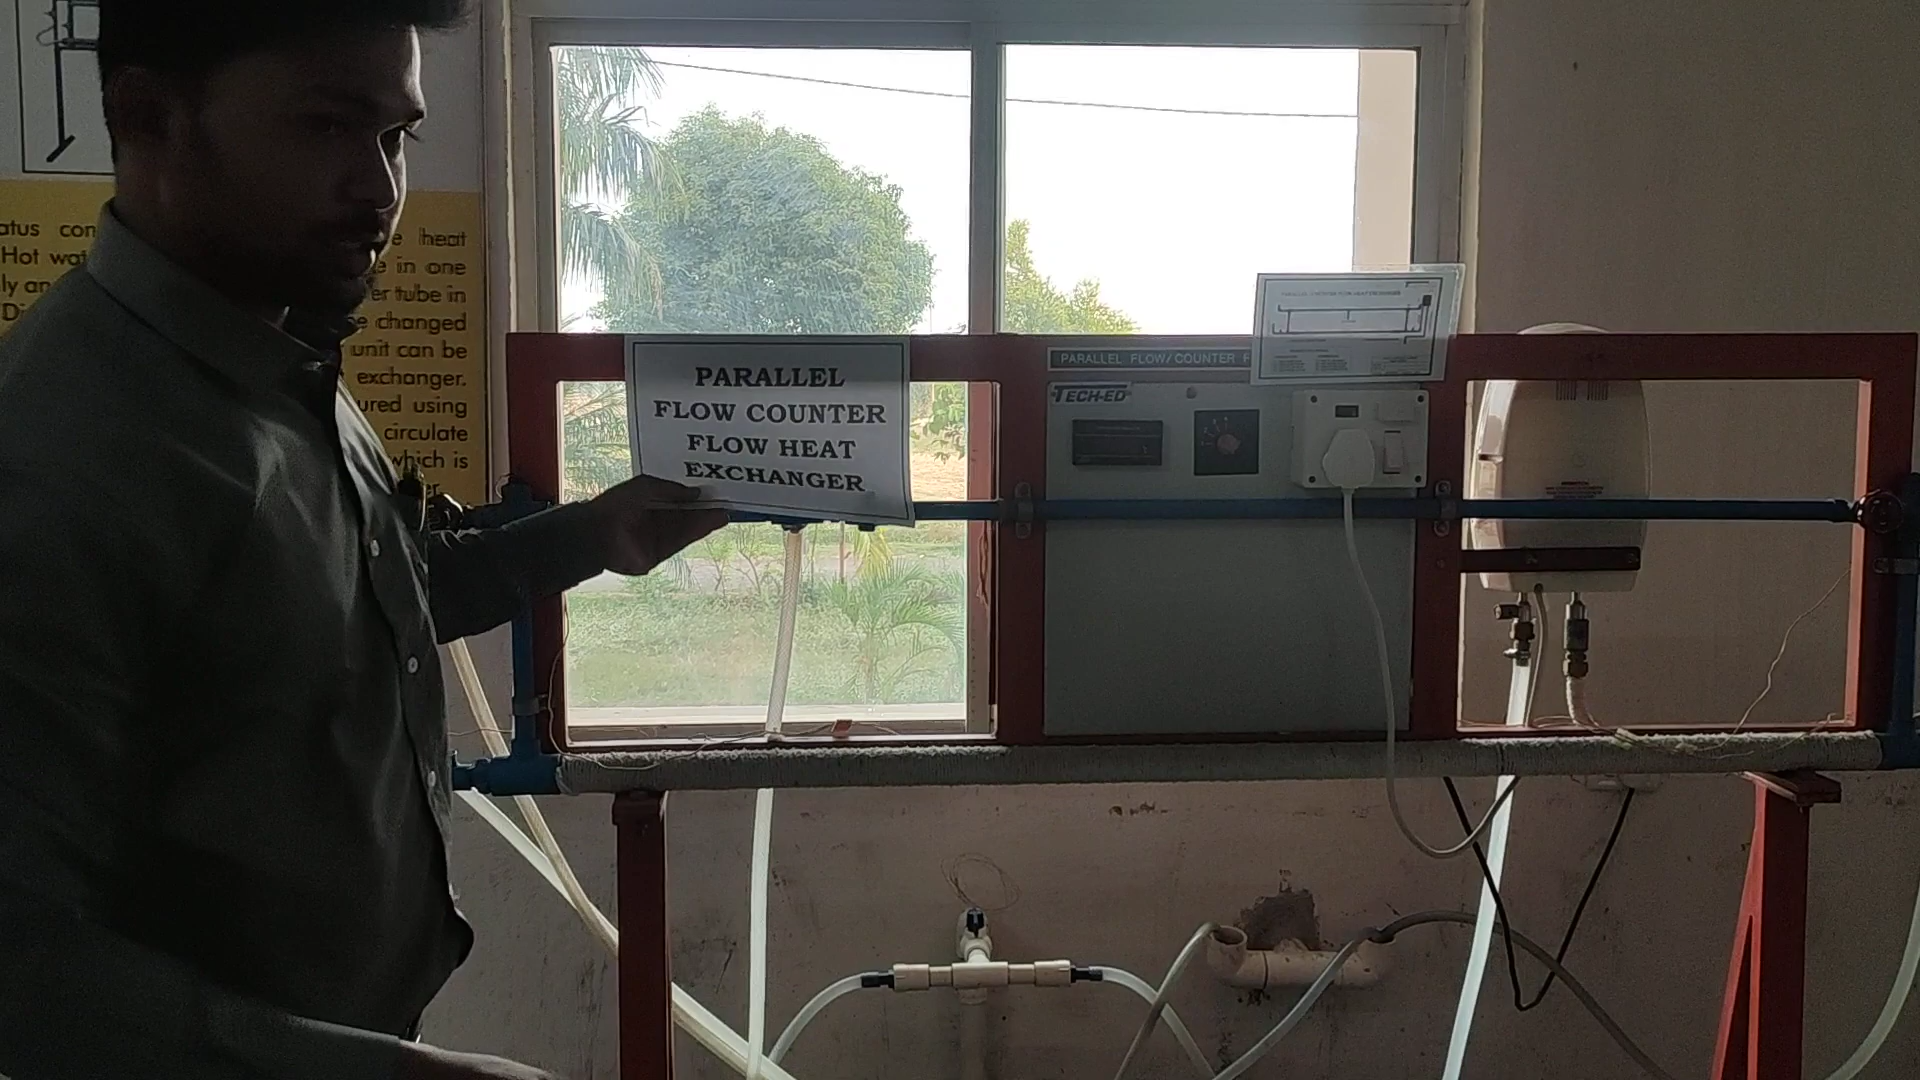 atus con
Hot wat
ly an
Di
e heat
e in one
er tube in
e changed
unit can be
exchanger.
ured using
circulate
which is
r
PARALLEL
FLOW COUNTER
FLOW HEAT
EXCHANGER
PARALLEL FLOW/COUNTER F
TECH-ED